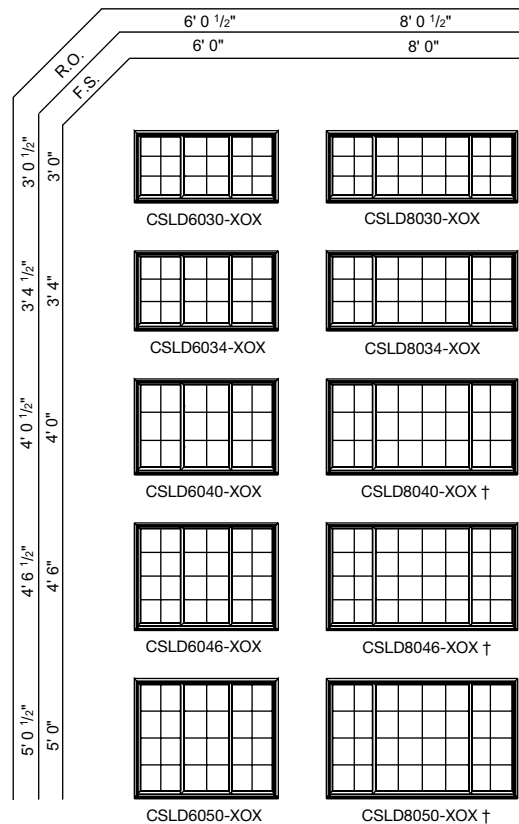 R.O.
6' 0 1/2" 8' 0 1/2"
F.S.
6' 0" 8' 0"
3' 0 1/2" 3' 0"
CSLD6030-XOX CSLD8030-XOX
3' 4 1/2" 3' 4"
CSLD6034-XOX CSLD8034-XOX
4' 0 1/2" 4' 0"
CSLD6040-XOX CSLD8040-XOX †
4' 6 1/2" 4' 6"
CSLD6046-XOX CSLD8046-XOX †
5' 0 1/2" 5' 0"
CSLD6050-XOX CSLD8050-XOX †